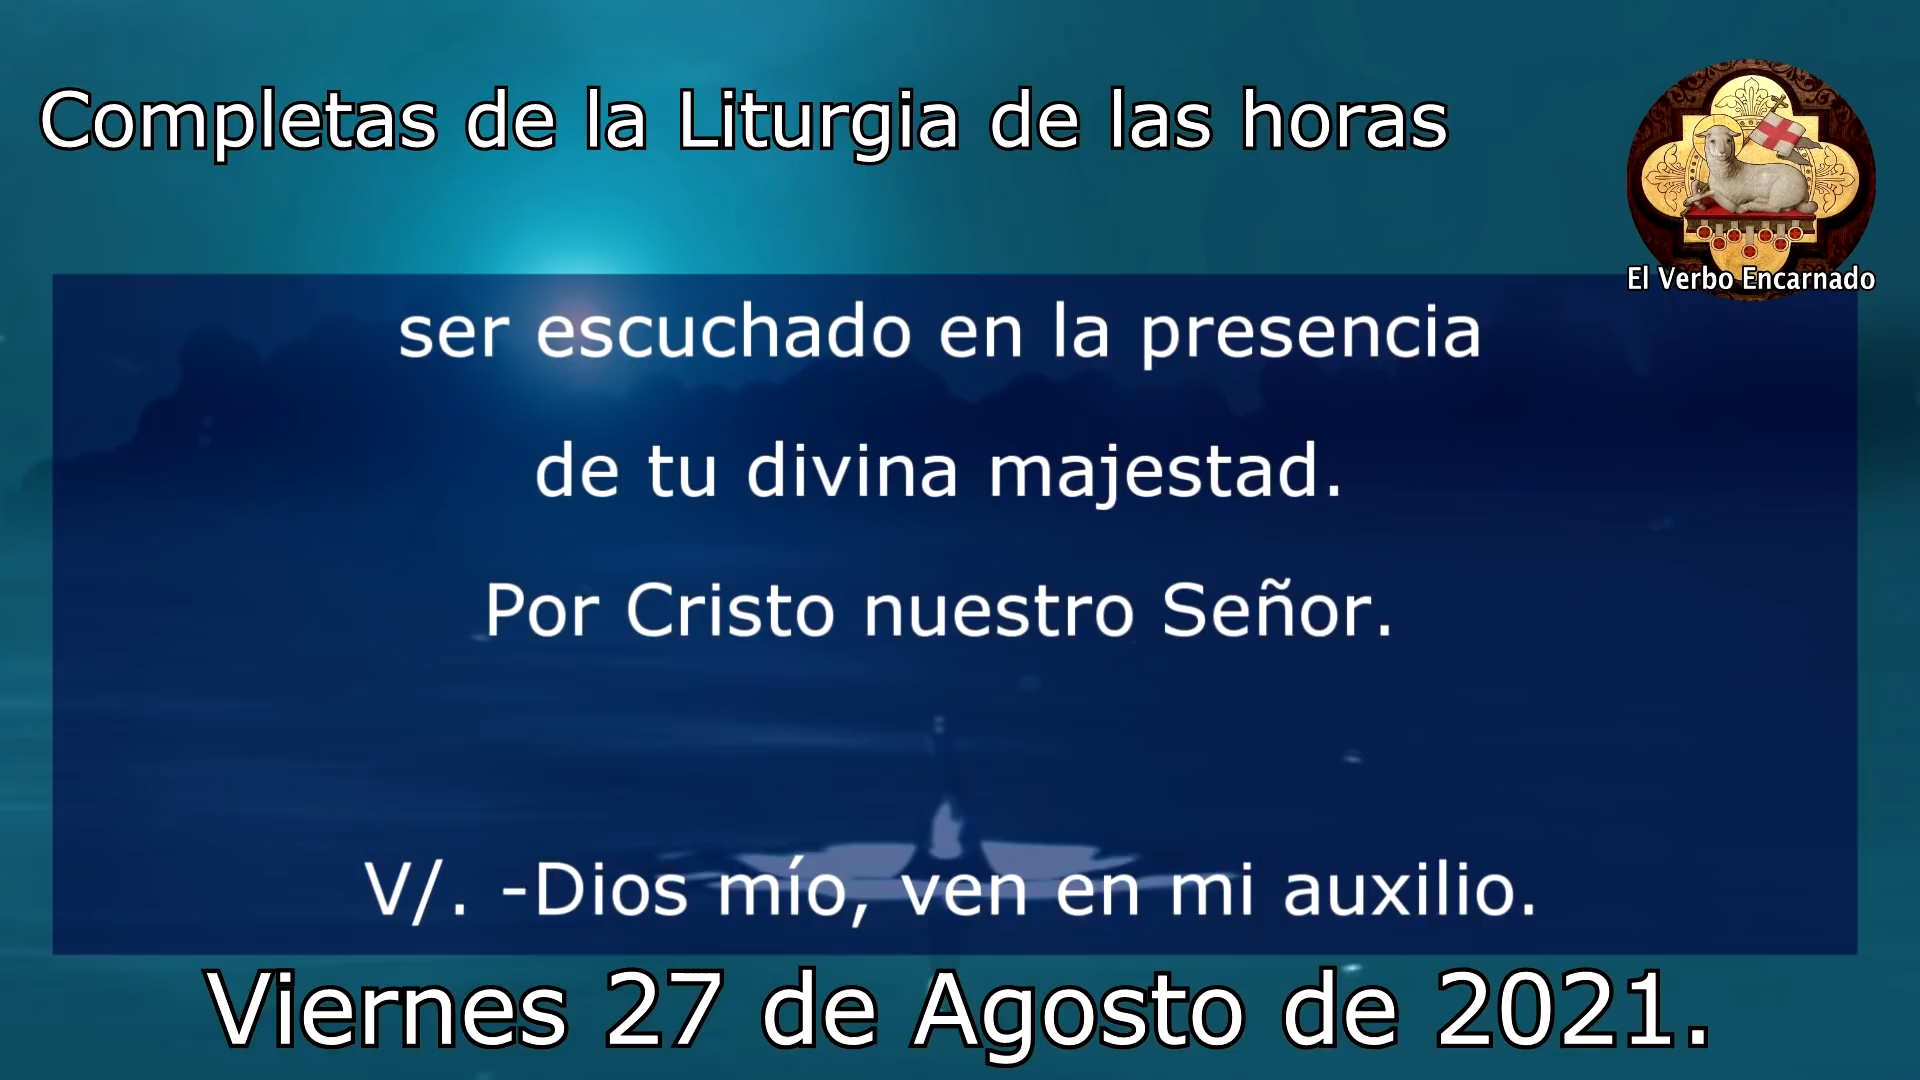 Completas de la Liturgia de las horas
El Verbo Encarnado
ser escuchado en la presencia
de tu divina majestad.
Por Cristo nuestro Señor.
V/. -Dios mío, ven en mi auxilio.
Viernes 27 de Agosto de 2021.